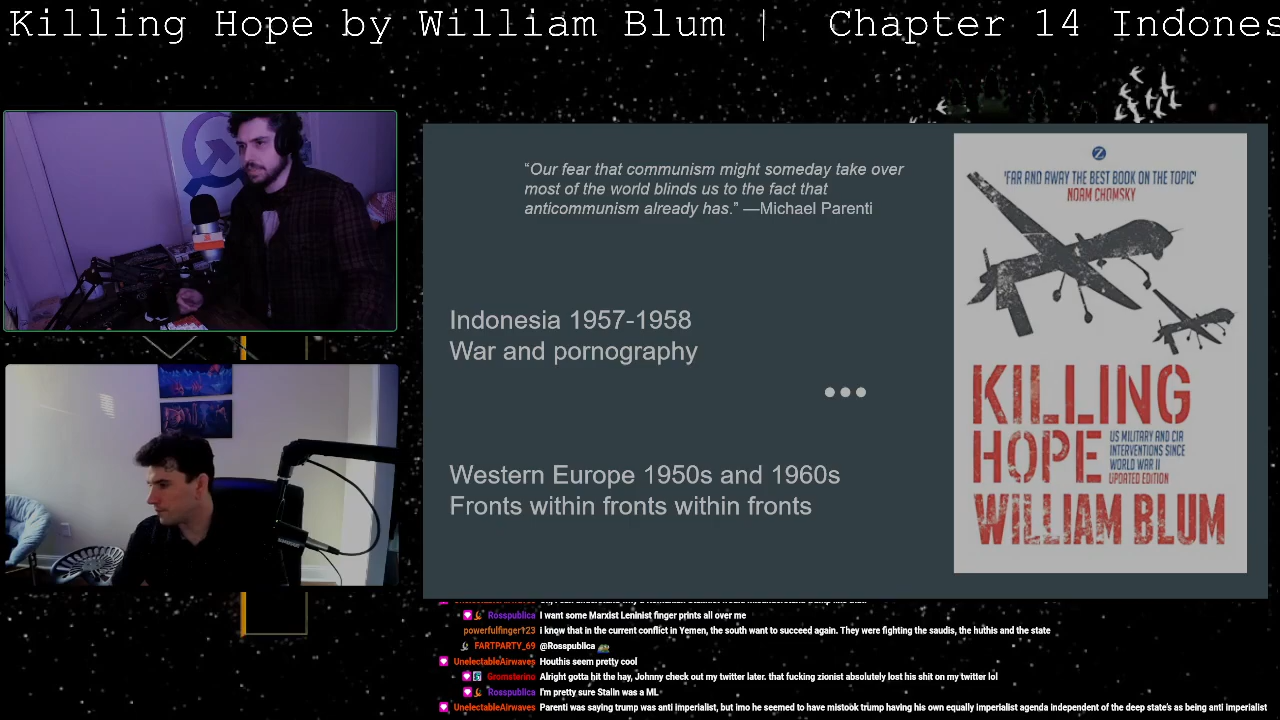 Killing Hope by William Blum | Chapter 14 Indones
"Our fear that communism might someday take over
most of the world blinds us to the fact that
anticommunism already has." —Michael Parenti
Indonesia 1957-1958
War and pornography
Western Europe 1950s and 1960s
Fronts within fronts within fronts
Z
'FAR AND AWAY THE BEST BOOK ON THE TOPIC'
NOAM CHOMSKY
KILLING
HOPE
US MILITARY AND CIA
INTERVENTIONS SINCE
WORLD WAR II
UPDATED EDITION
WILLIAM BLUM
Rosspublica I want some Marxist Leninist finger prints all over me
powerfulfinger123 i know that in the current conflict in Yemen, the south want to succeed again. They were fighting the saudis, the huthis and the state
FARTPARTY_69 @Rosspublica
UnelectableAirwaves Houthis seem pretty cool
Gromsterino Alright gotta hit the hay, Johnny check out my twitter later. that fucking zionist absolutely lost his shit on my twitter lol
Rosspublica I'm pretty sure Stalin was a ML
UnelectableAirwaves Parenti was saying trump was anti imperialist, but imo he seemed to have mistook trump having his own equally imperialist agenda independent of the deep state's as being anti imperialist